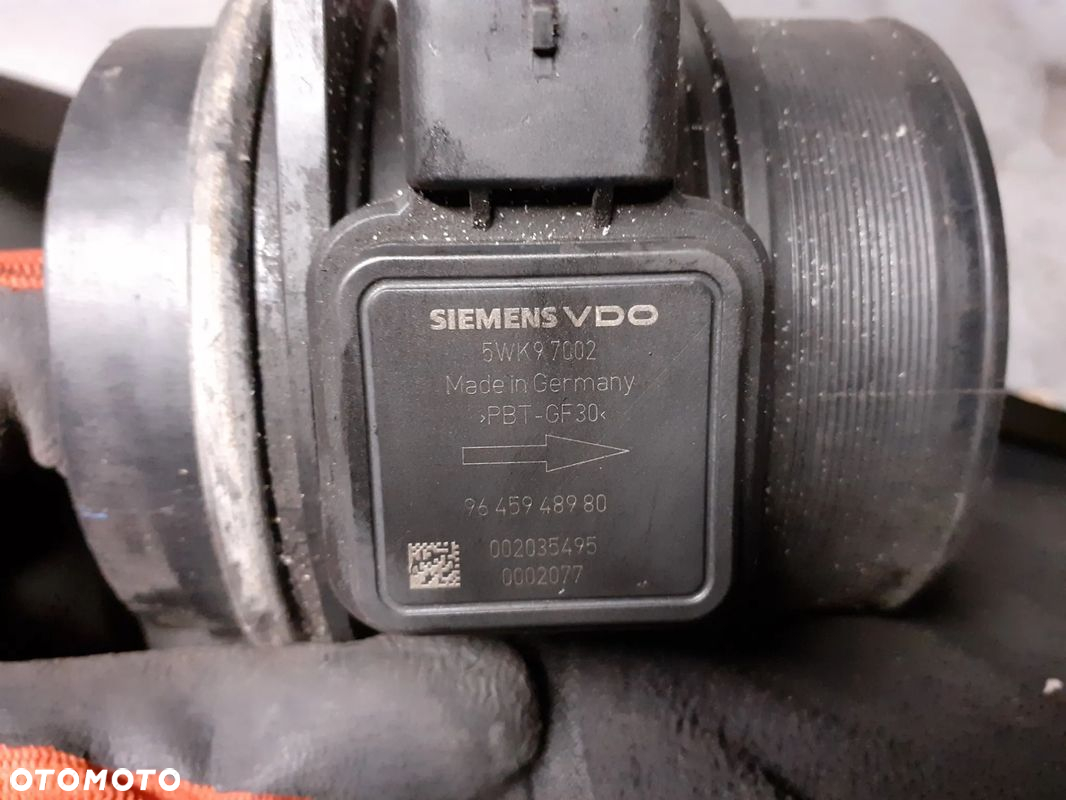 SIEMENS VDO
5WK9 7002
Made in Germany
>PBT-GF30<
96 459 489 80
002035495
0002077
OTOMOTO